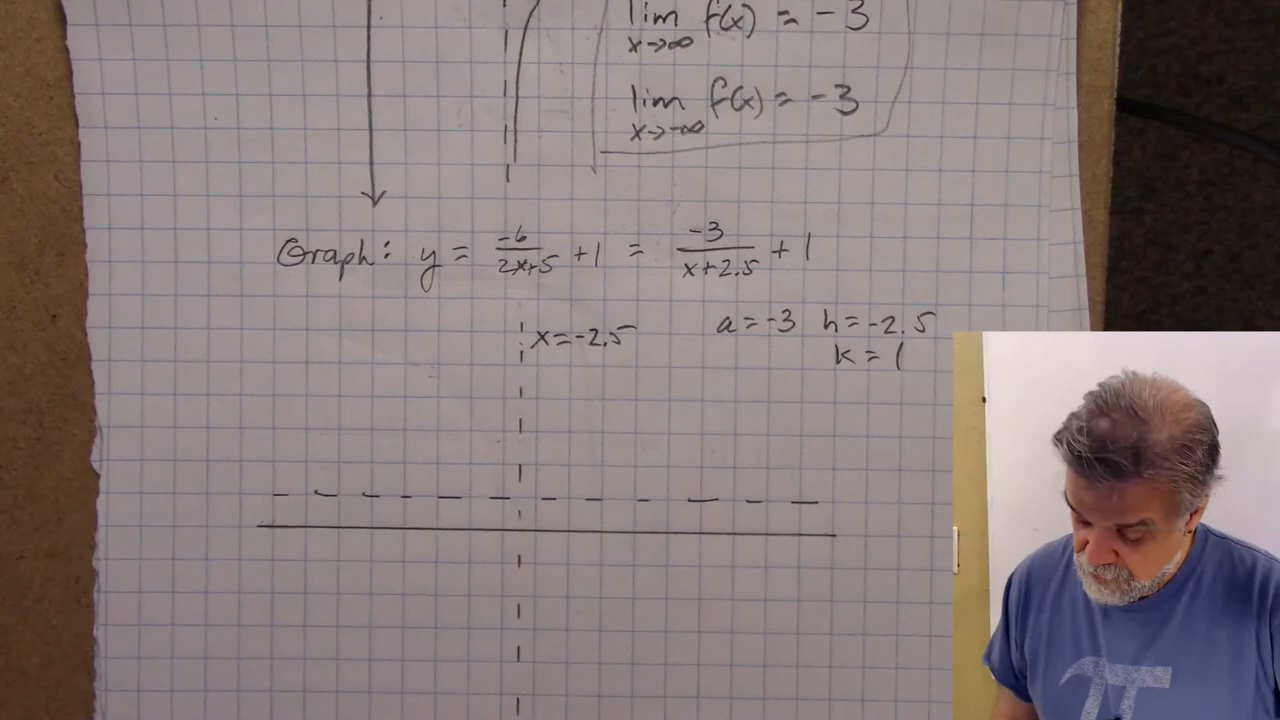 lim f(x) = -3
x→∞
lim f(x) = -3
x→-∞
Graph: y = -6/(2x+5) + 1 = -3/(x+2.5) + 1
x=-2.5
a=-3 h=-2.5
k=1
π